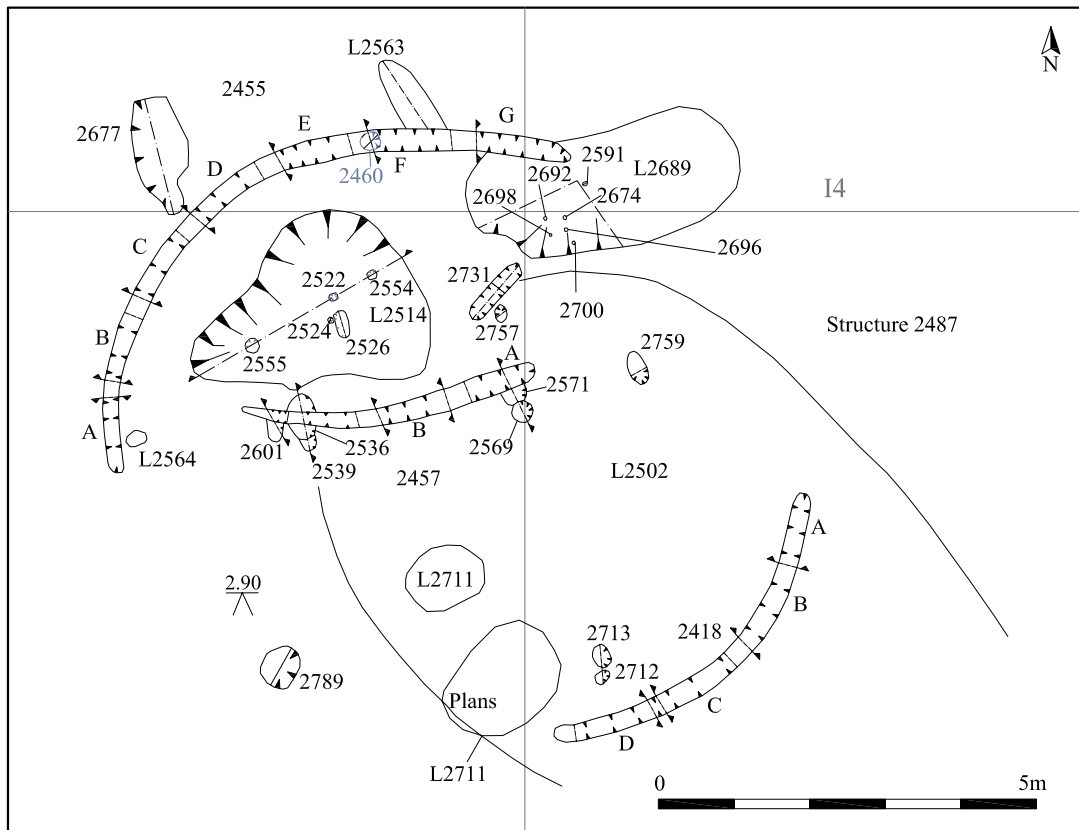 L2563
N
2455
E
G
2677
F
2591
D
2460
2692
L2689
2698
2674
I4
C
2696
2731
2522
2554
2700
2524
L2514
2757
Structure 2487
B
2526
2759
2555
A
2571
A
B
L2564
2601
2536
2569
2539
2457
L2502
A
L2711
2.90
B
2713
2418
2712
2789
Plans
C
D
L2711
0
5m